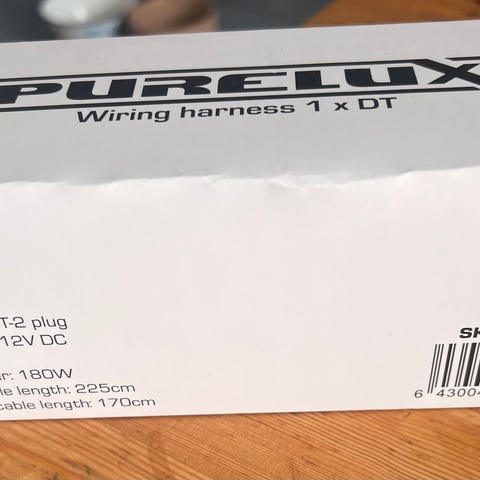 PURELUX
Wiring harness 1 x DT
T-2 plug
12V DC
er: 180W
le length: 225cm
cable length: 170cm
SK
6 43004